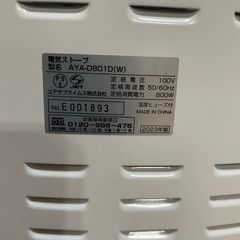 電気ストーブ
型名 AYA-D801D(W)
PS
E
JET
定格電圧 100V
定格周波数 50/60Hz
定格消費電力 800W
ユアサプライムス株式会社
温度ヒューズ付
No E001893
MADE IN CHINA
お客様相談窓口
0120-988-475
2023年製